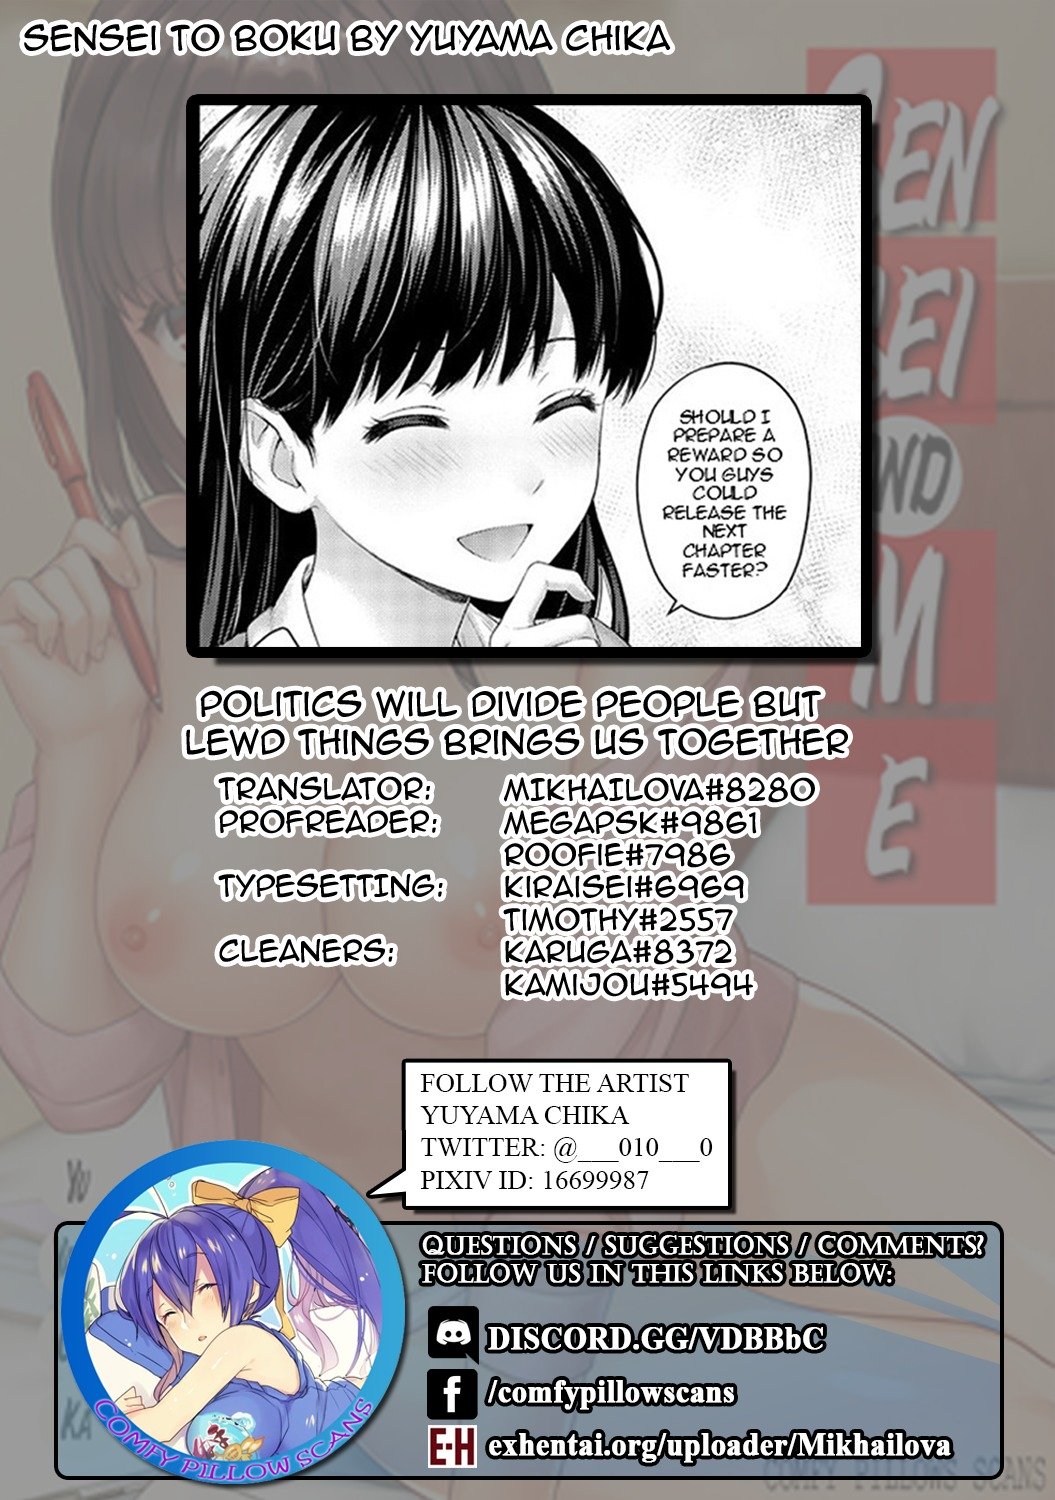 SENSEI TO BOKU BY YUYAMA CHIKA
SHOULD I
PREPARE A
REWARD SO
YOU GUYS
COULD
RELEASE THE
NEXT
CHAPTER
FASTER?
POLITICS WILL DIVIDE PEOPLE BUT
LEWD THINGS BRINGS US TOGETHER
TRANSLATOR: MIKHAILOVA#8280
PROFREADER: MEGAPSK#9861
ROOFIE#7986
TYPESETTING: KIRAISEI#6969
TIMOTHY#2557
CLEANERS: KARUGA#8372
KAMIJOU#5494
FOLLOW THE ARTIST
YUYAMA CHIKA
TWITTER: @___010___0
PIXIV ID: 16699987
QUESTIONS / SUGGESTIONS / COMMENTS?
FOLLOW US IN THIS LINKS BELOW:
DISCORD.GG/VDBBbC
/comfypillowscans
E-H exhentai.org/uploader/Mikhailova
COMFY PILLOW SCANS
COMFY PILLOWS SCANS